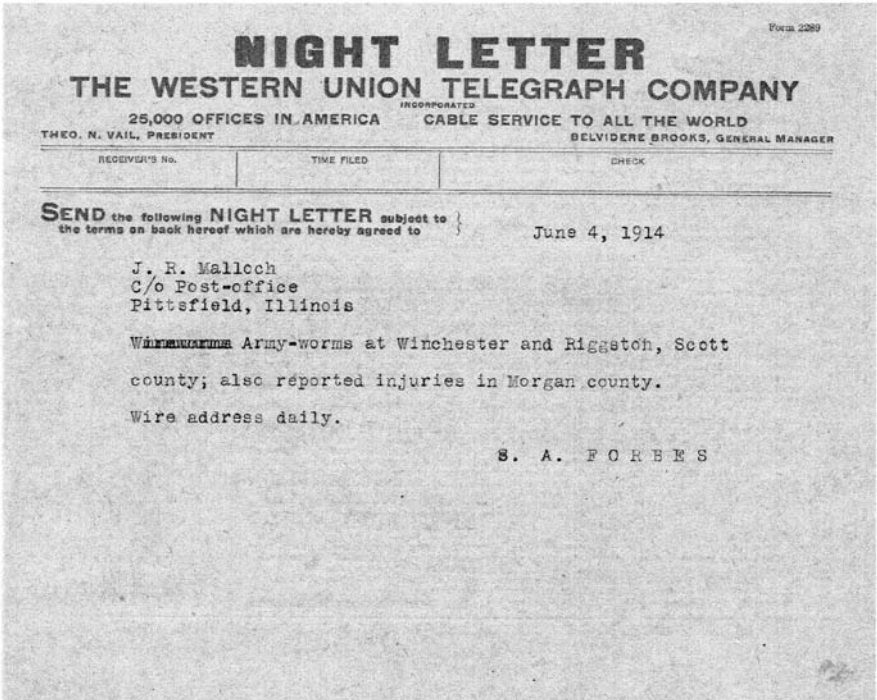 Form 2289
NIGHT LETTER
THE WESTERN UNION TELEGRAPH COMPANY
INCORPORATED
25,000 OFFICES IN AMERICA CABLE SERVICE TO ALL THE WORLD
THEO. N. VAIL, PRESIDENT BELVIDERE BROOKS, GENERAL MANAGER
RECEIVER'S No. TIME FILED CHECK
SEND the following NIGHT LETTER subject to
the terms on back hereof which are hereby agreed to
June 4, 1914
J. R. Malloch
C/o Post-office
Pittsfield, Illinois
Army-worms at Winchester and Riggston, Scott
county; also reported injuries in Morgan county.
Wire address daily.
S. A. FORBES